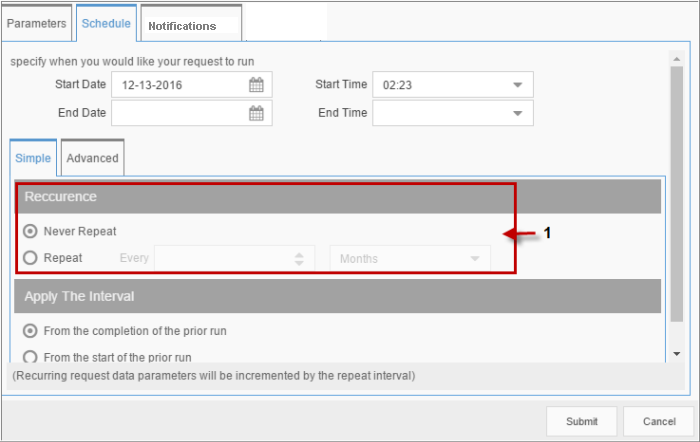 Parameters Schedule Notifications
specify when you would like your request to run
Start Date 12-13-2016 Start Time 02:23
End Date End Time
Simple Advanced
Reccurence
Never Repeat
1
Repeat Every Months
Apply The Interval
From the completion of the prior run
From the start of the prior run
(Recurring request data parameters will be incremented by the repeat interval)
Submit Cancel